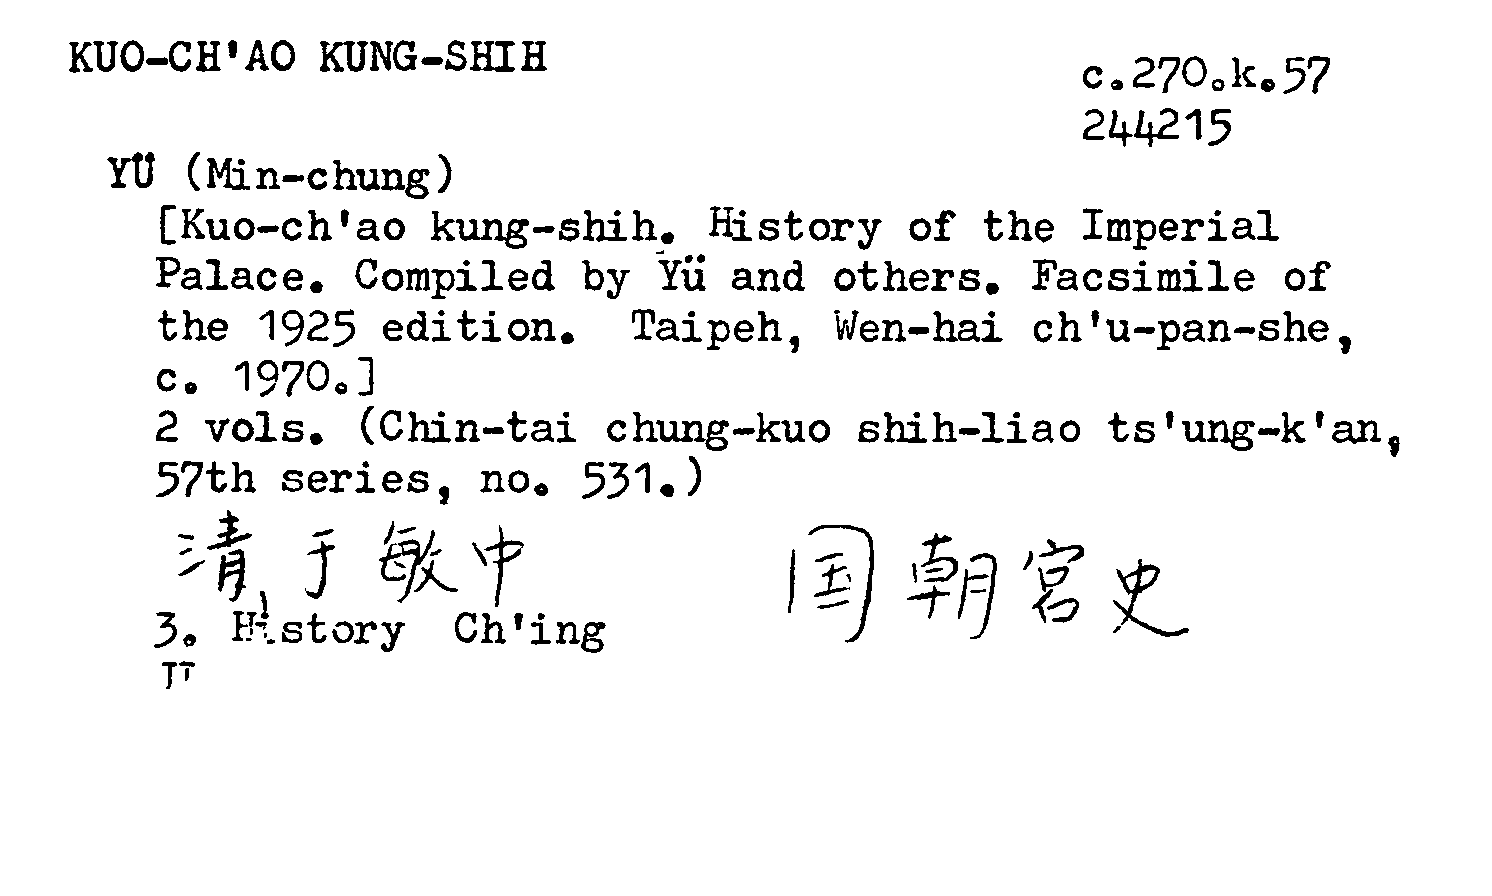 KUO-CH'AO KUNG-SHIH
c.270.k.57
244215
YÜ (Min-chung)
[Kuo-ch'ao kung-shih. History of the Imperial
Palace. Compiled by Yü and others. Facsimile of
the 1925 edition. Taipeh, Wen-hai ch'u-pan-she,
c. 1970.]
2 vols. (Chin-tai chung-kuo shih-liao ts'ung-k'an,
57th series, no. 531.)
清 于敏中 国朝宮史
3. History Ch'ing